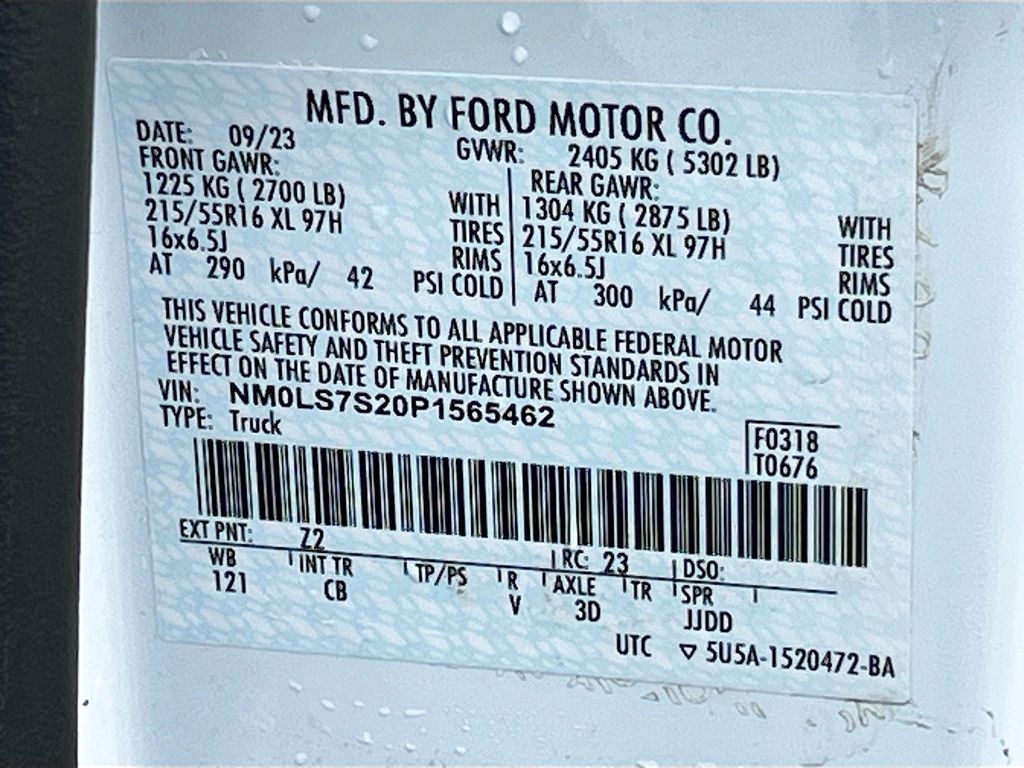 MFD. BY FORD MOTOR CO.
DATE: 09/23 GVWR: 2405 KG ( 5302 LB)
FRONT GAWR: REAR GAWR:
1225 KG ( 2700 LB) WITH 1304 KG ( 2875 LB) WITH
215/55R16 XL 97H TIRES 215/55R16 XL 97H TIRES
16x6.5J RIMS 16x6.5J RIMS
AT 290 kPa/ 42 PSI COLD AT 300 kPa/ 44 PSI COLD
THIS VEHICLE CONFORMS TO ALL APPLICABLE FEDERAL MOTOR
VEHICLE SAFETY AND THEFT PREVENTION STANDARDS IN
EFFECT ON THE DATE OF MANUFACTURE SHOWN ABOVE.
VIN: NM0LS7S20P1565462
TYPE: Truck
F0318
T0676
EXT PNT: Z2 RC: 23 DSO:
WB INT TR TP/PS R AXLE TR SPR
121 CB V 3D JJDD
UTC ▽ 5U5A-1520472-BA